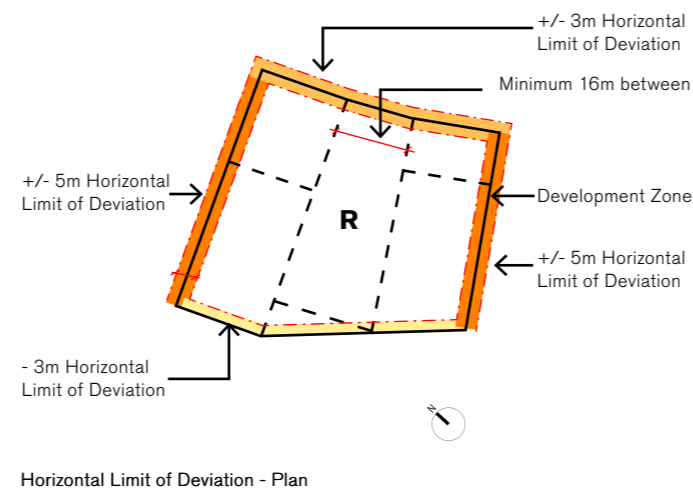 +/- 3m Horizontal
Limit of Deviation
Minimum 16m between
+/- 5m Horizontal
Limit of Deviation
R
Development Zone
+/- 5m Horizontal
Limit of Deviation
- 3m Horizontal
Limit of Deviation
N
Horizontal Limit of Deviation - Plan